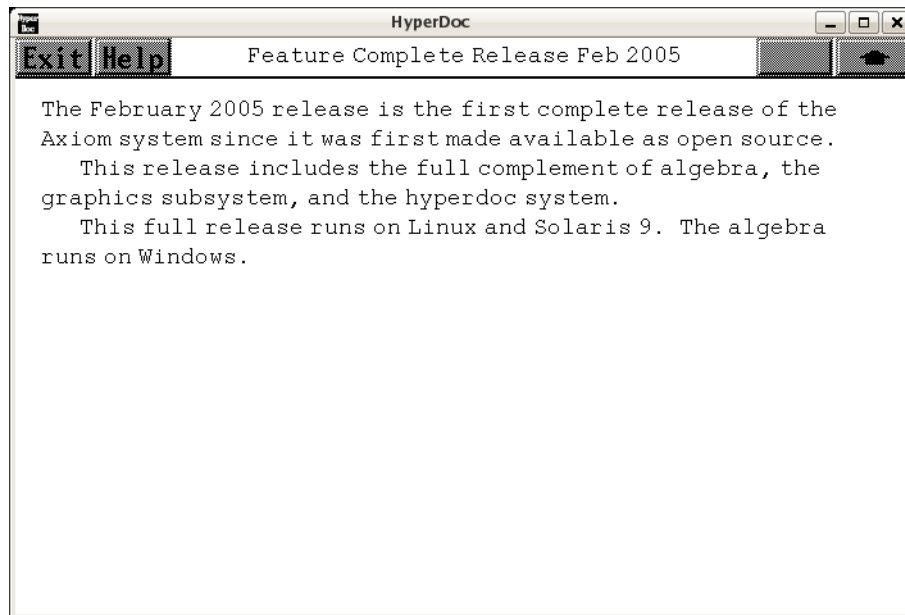 Hyper
Doc
HyperDoc
Exit Help Feature Complete Release Feb 2005
The February 2005 release is the first complete release of the
Axiom system since it was first made available as open source.
This release includes the full complement of algebra, the
graphics subsystem, and the hyperdoc system.
This full release runs on Linux and Solaris 9. The algebra
runs on Windows.